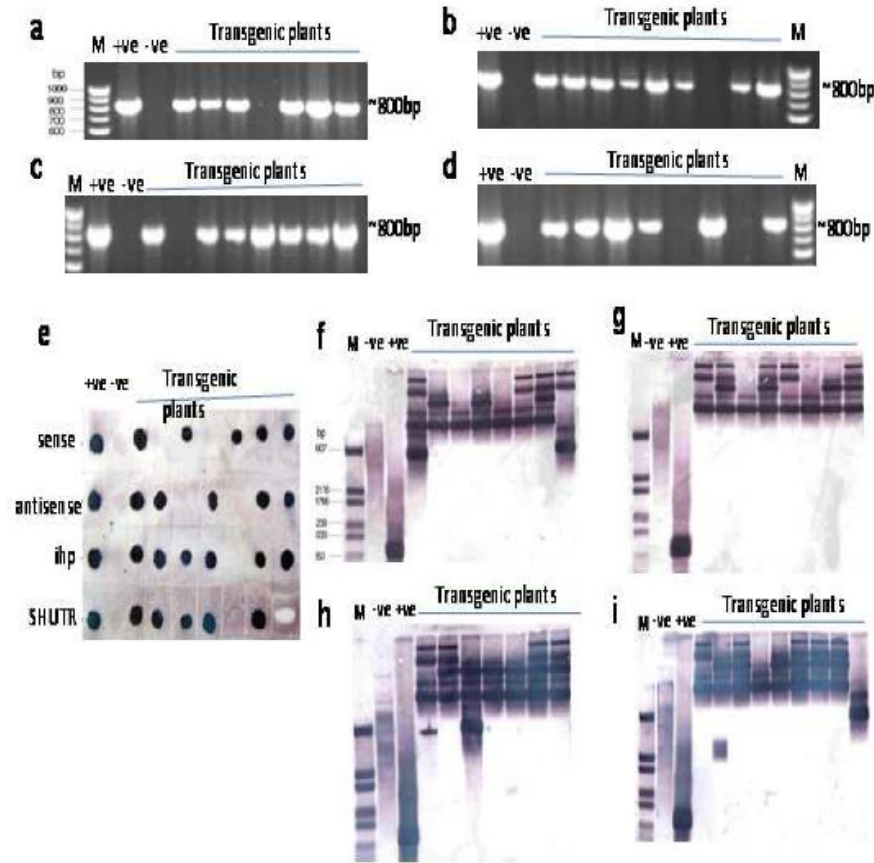 a
M +ve -ve Transgenic plants
bp
1000
900
800
700
600
~800bp
b
+ve -ve Transgenic plants M
~800bp
c
M +ve -ve Transgenic plants
~800bp
d
+ve -ve Transgenic plants M
~800bp
e
+ve -ve Transgenic
plants
sense
antisense
ihp
SHUTR
f
M -ve +ve Transgenic plants
bp
g
M -ve +ve Transgenic plants
h
M -ve +ve Transgenic plants
i
M -ve +ve Transgenic plants